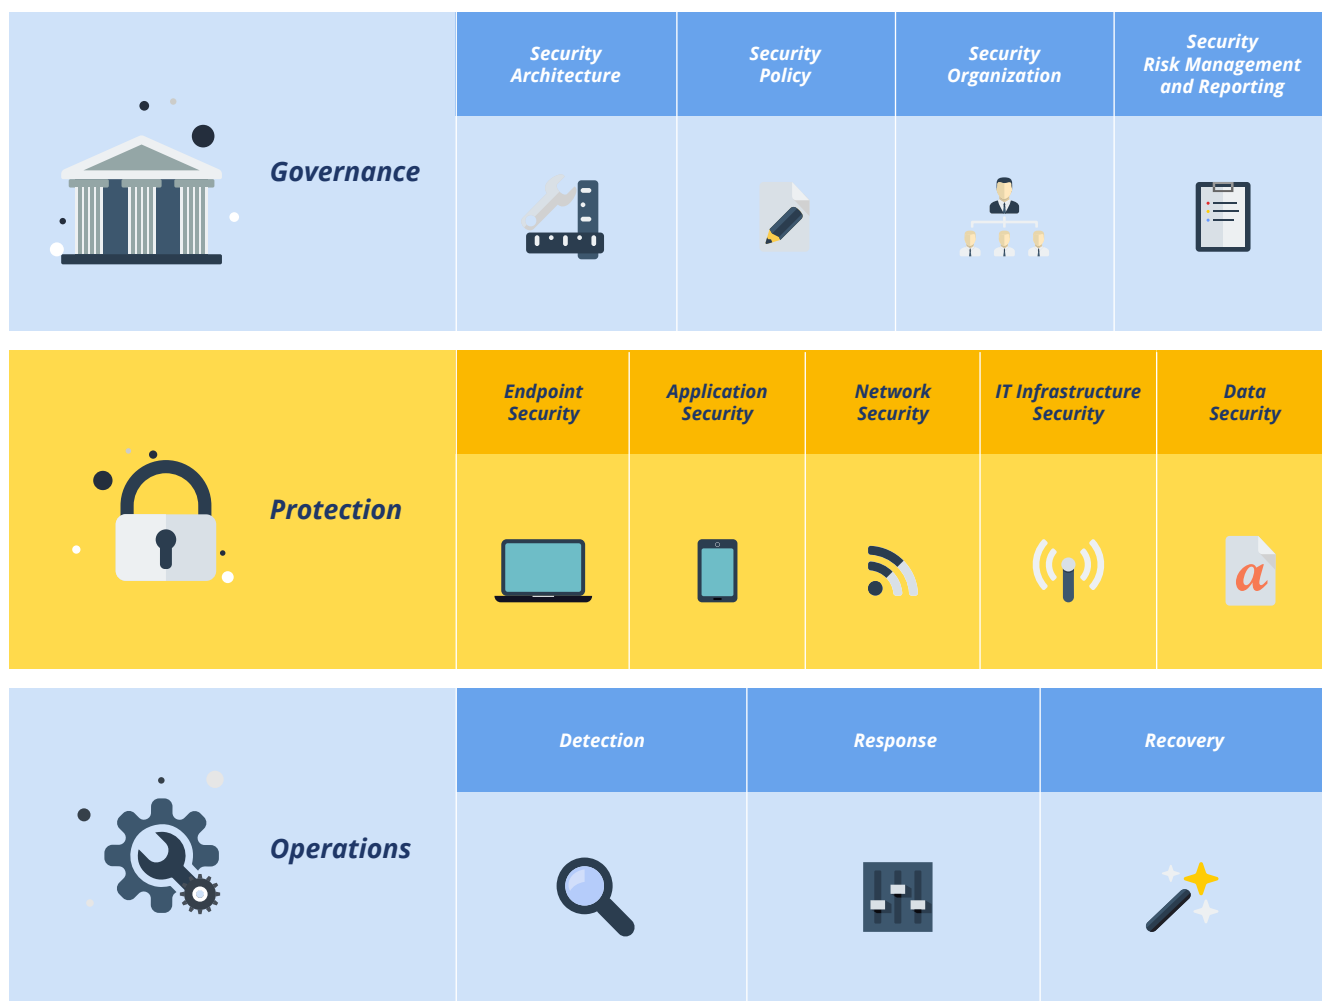 Governance
Security
Architecture
Security
Policy
Security
Organization
Security
Risk Management
and Reporting
Protection
Endpoint
Security
Application
Security
Network
Security
IT Infrastructure
Security
Data
Security
a
Operations
Detection
Response
Recovery